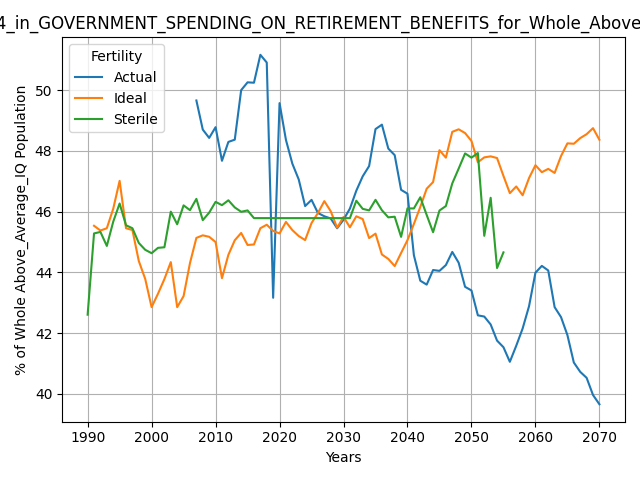 4_in_GOVERNMENT_SPENDING_ON_RETIREMENT_BENEFITS_for_Whole_Above
Fertility
Actual
Ideal
Sterile
% of Whole Above_Average_IQ Population
50
48
46
44
42
40
1990 2000 2010 2020 2030 2040 2050 2060 2070
Years